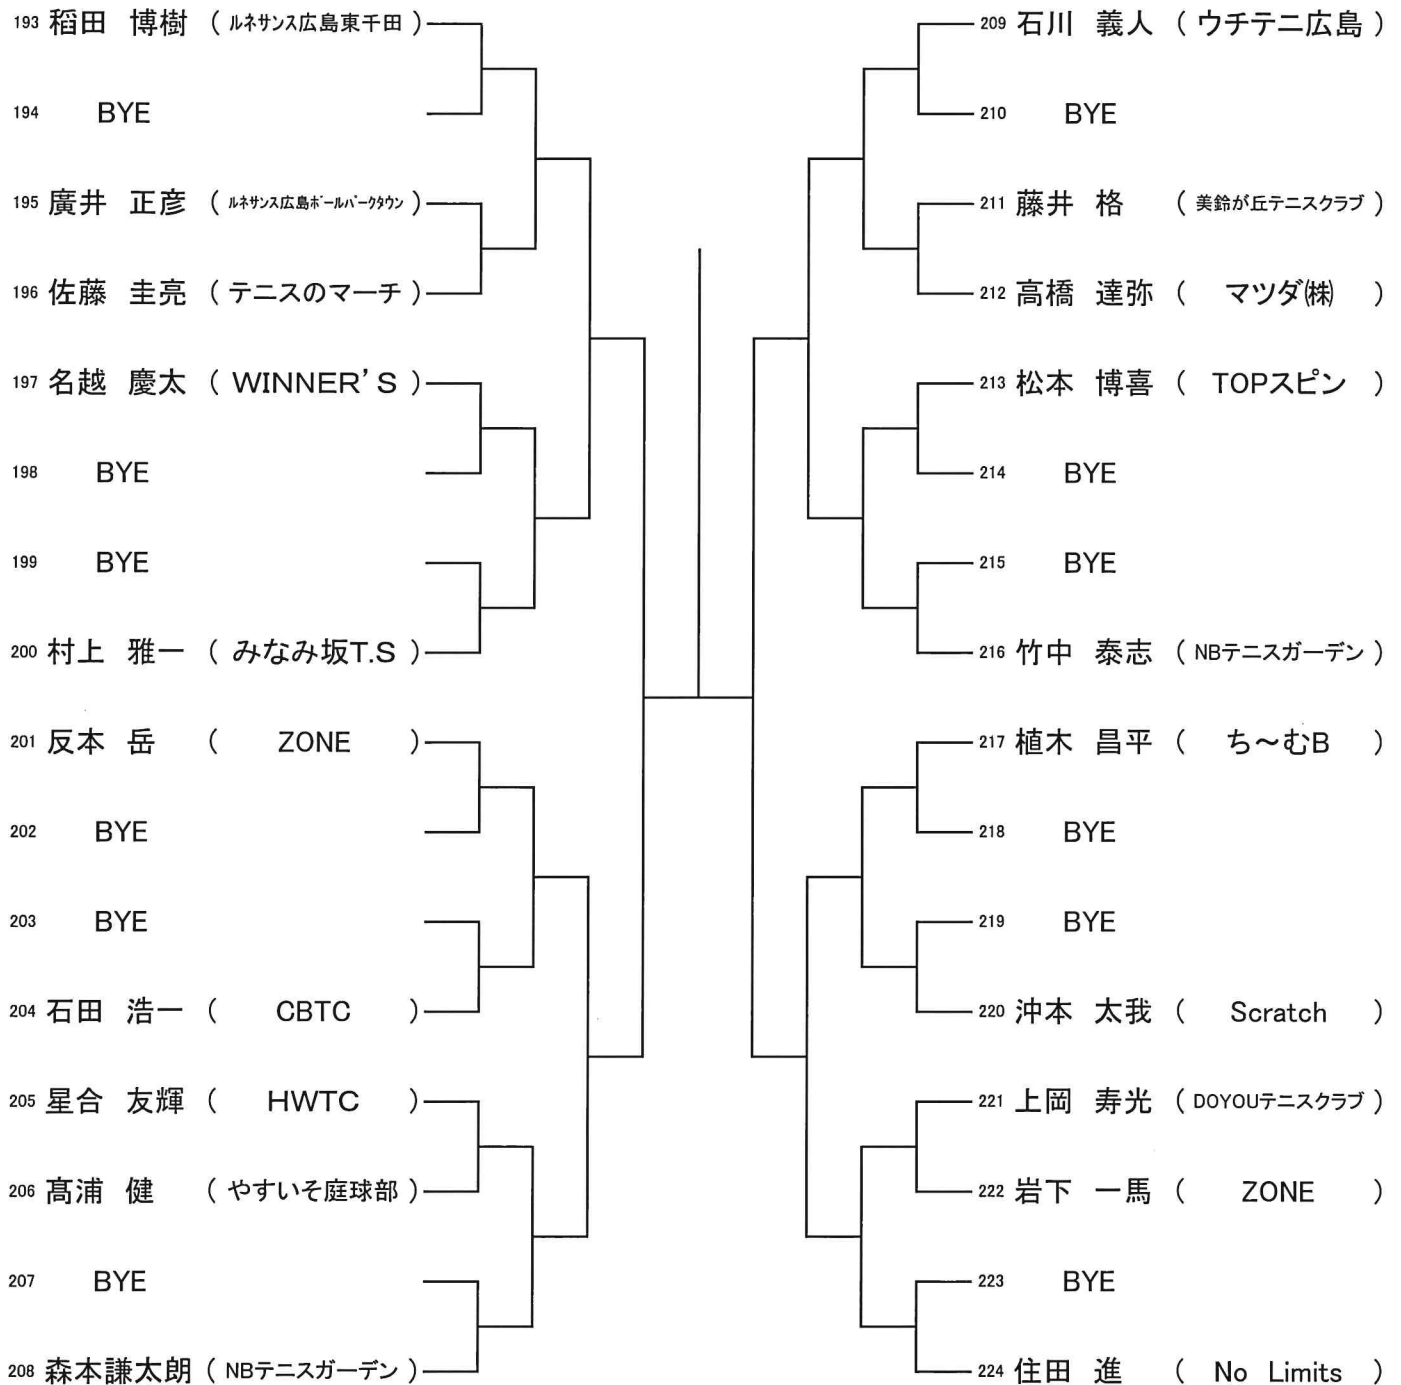 193 稲田 博樹 ( ﾙﾈｻﾝｽ広島東千田 )
194 BYE
195 廣井 正彦 ( ﾙﾈｻﾝｽ広島ﾎﾞｰﾙﾊﾟｰｸﾀｳﾝ )
196 佐藤 圭亮 ( テニスのマーチ )
197 名越 慶太 ( WINNER'S )
198 BYE
199 BYE
200 村上 雅一 ( みなみ坂T.S )
201 反本 岳 ( ZONE )
202 BYE
203 BYE
204 石田 浩一 ( CBTC )
205 星合 友輝 ( HWTC )
206 髙浦 健 ( やすいそ庭球部 )
207 BYE
208 森本謙太朗 ( NBテニスガーデン )
209 石川 義人 ( ウチテニ広島 )
210 BYE
211 藤井 格 ( 美鈴が丘テニスクラブ )
212 高橋 達弥 ( マツダ㈱ )
213 松本 博喜 ( TOPスピン )
214 BYE
215 BYE
216 竹中 泰志 ( NBテニスガーデン )
217 植木 昌平 ( ち～むB )
218 BYE
219 BYE
220 沖本 太我 ( Scratch )
221 上岡 寿光 ( DOYOUテニスクラブ )
222 岩下 一馬 ( ZONE )
223 BYE
224 住田 進 ( No Limits )